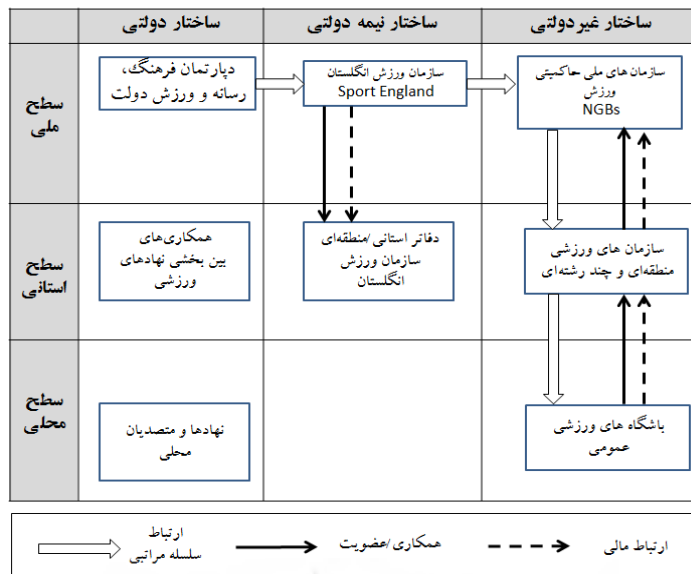 ساختار غیردولتی
ساختار نیمه دولتی
ساختار دولتی
سطح
ملی
سازمان های ملی حاکمیتی
ورزش
NGBs
سازمان ورزش انگلستان
Sport England
دپارتمان فرهنگ،
رسانه و ورزش دولت
سطح
استانی
سازمان های ورزشی
منطقه‌ای و چند رشته‌ای
دفاتر استانی/منطقه‌ای
سازمان ورزش
انگلستان
همکاری‌های
بین بخشی نهادهای
ورزشی
سطح
محلی
باشگاه های ورزشی
عمومی
نهادها و متصدیان
محلی
ارتباط مالی
همکاری/عضویت
ارتباط
سلسله مراتبی